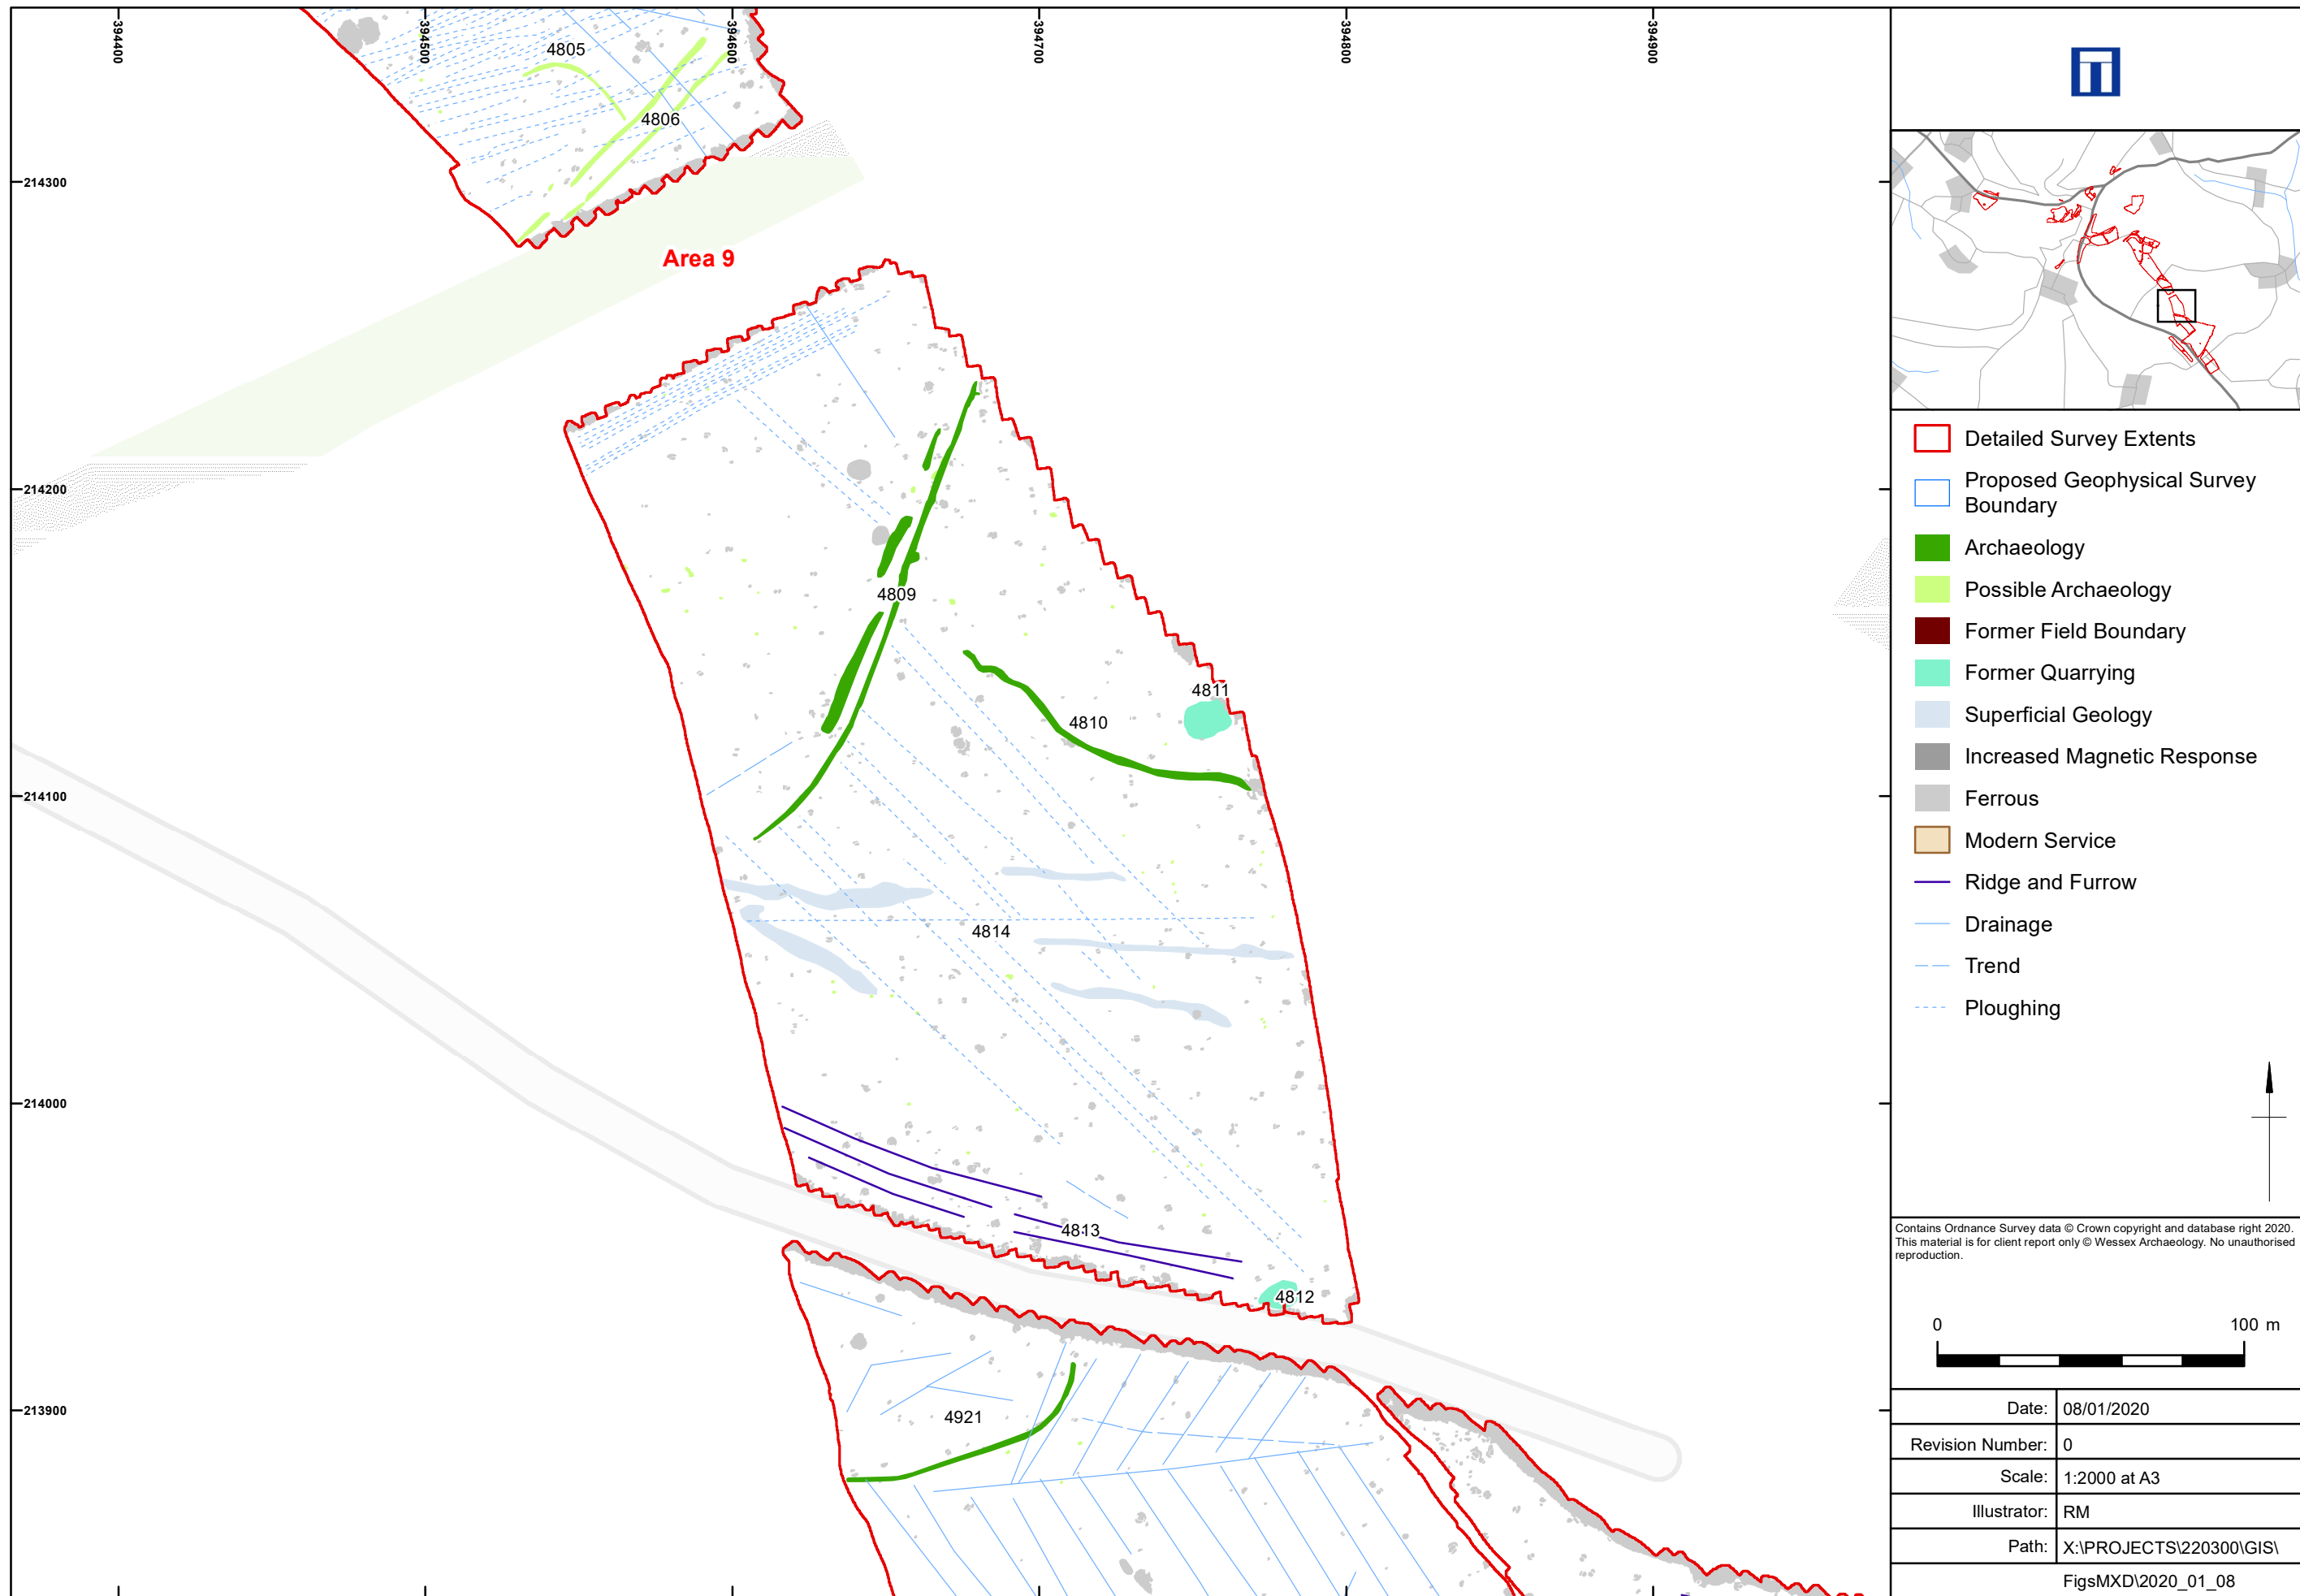 394400
394500
394600
394700
394800
394900
4805
4806
214300
Area 9
214200
4809
4811
4810
214100
4814
214000
4813
4812
213900
4921
Detailed Survey Extents
Proposed Geophysical Survey
Boundary
Archaeology
Possible Archaeology
Former Field Boundary
Former Quarrying
Superficial Geology
Increased Magnetic Response
Ferrous
Modern Service
Ridge and Furrow
Drainage
Trend
Ploughing
Contains Ordnance Survey data © Crown copyright and database right 2020.
This material is for client report only © Wessex Archaeology. No unauthorised
reproduction.
0 100 m
Date: 08/01/2020
Revision Number: 0
Scale: 1:2000 at A3
Illustrator: RM
Path: X:\PROJECTS\220300\GIS\
FigsMXD\2020_01_08